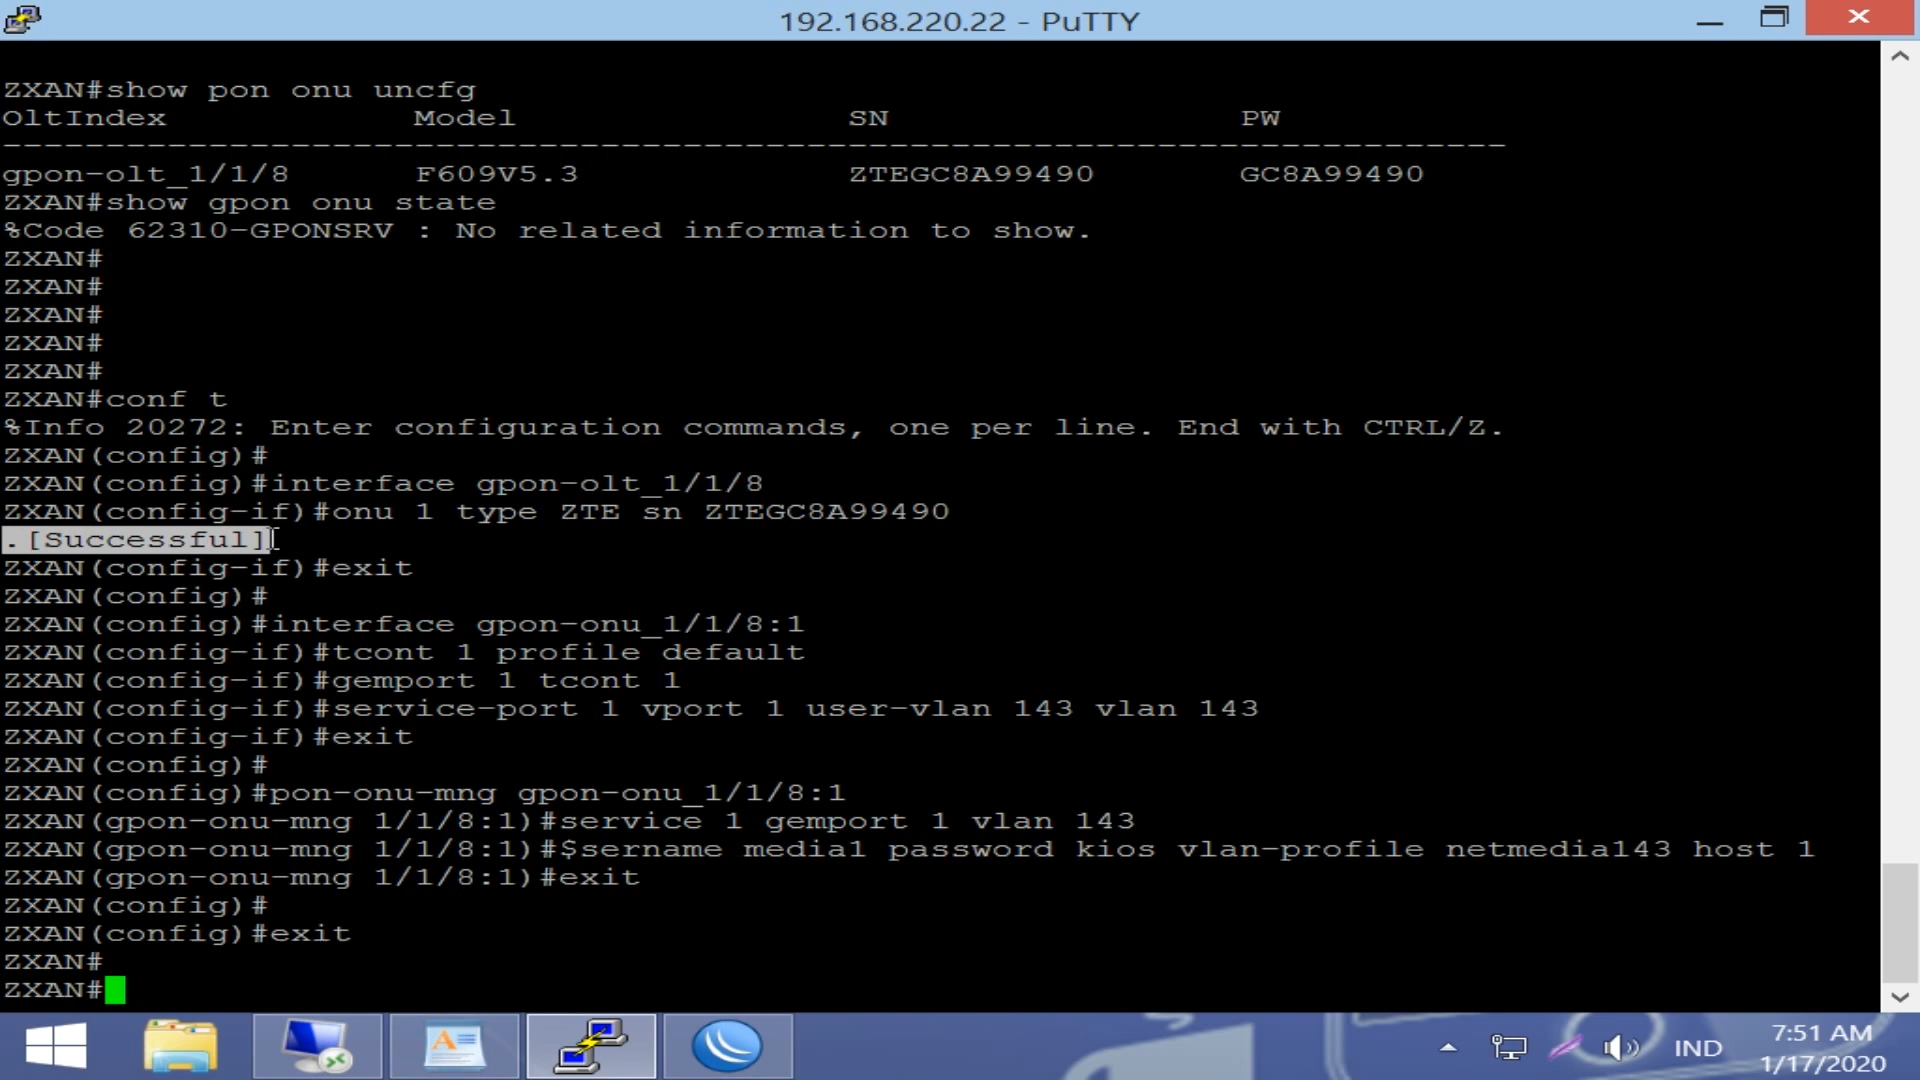 192.168.220.22 - PuTTY
ZXAN#show pon onu uncfg
OltIndex Model SN PW
-------------------------------------------------------------------------
gpon-olt_1/1/8 F609V5.3 ZTEGC8A99490 GC8A99490
ZXAN#show gpon onu state
%Code 62310-GPONSRV : No related information to show.
ZXAN#
ZXAN#
ZXAN#
ZXAN#
ZXAN#
ZXAN#conf t
%Info 20272: Enter configuration commands, one per line. End with CTRL/Z.
ZXAN(config)#
ZXAN(config)#interface gpon-olt_1/1/8
ZXAN(config-if)#onu 1 type ZTE sn ZTEGC8A99490
.[Successful]
ZXAN(config-if)#exit
ZXAN(config)#
ZXAN(config)#interface gpon-onu_1/1/8:1
ZXAN(config-if)#tcont 1 profile default
ZXAN(config-if)#gemport 1 tcont 1
ZXAN(config-if)#service-port 1 vport 1 user-vlan 143 vlan 143
ZXAN(config-if)#exit
ZXAN(config)#
ZXAN(config)#pon-onu-mng gpon-onu_1/1/8:1
ZXAN(gpon-onu-mng 1/1/8:1)#service 1 gemport 1 vlan 143
ZXAN(gpon-onu-mng 1/1/8:1)#$sername media1 password kios vlan-profile netmedia143 host 1
ZXAN(gpon-onu-mng 1/1/8:1)#exit
ZXAN(config)#
ZXAN(config)#exit
ZXAN#
ZXAN#
IND
7:51 AM
1/17/2020